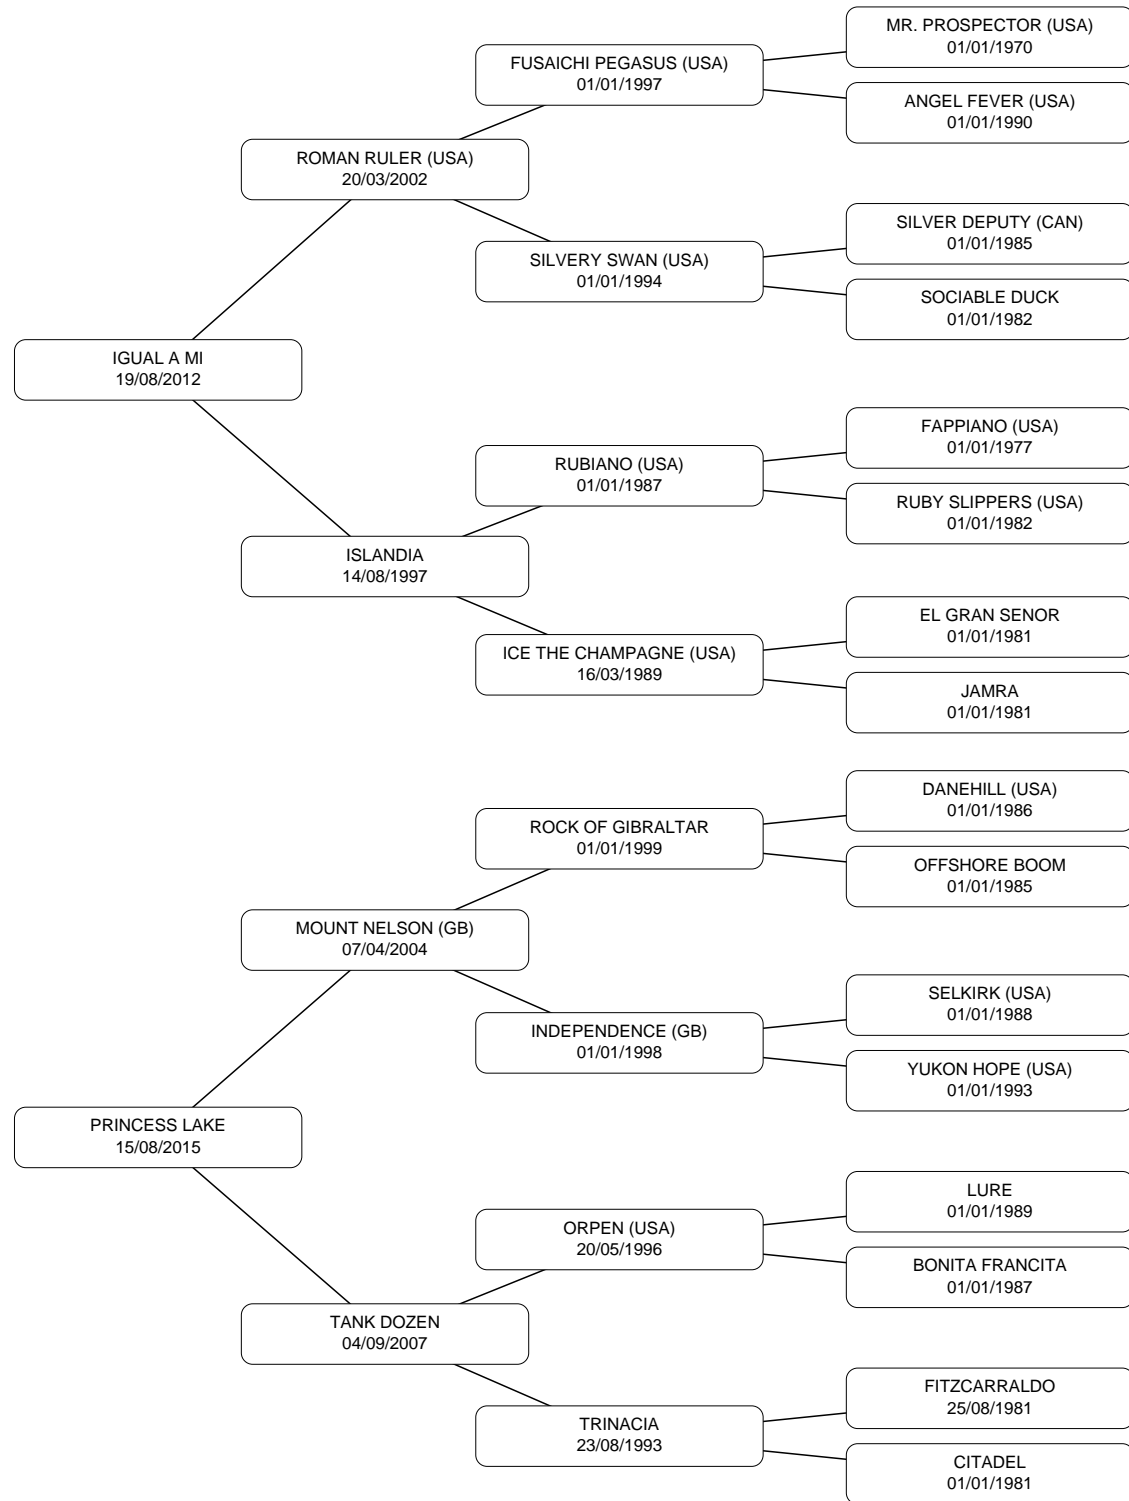 MR. PROSPECTOR (USA)
01/01/1970
FUSAICHI PEGASUS (USA)
01/01/1997
ANGEL FEVER (USA)
01/01/1990
ROMAN RULER (USA)
20/03/2002
SILVER DEPUTY (CAN)
01/01/1985
SILVERY SWAN (USA)
01/01/1994
SOCIABLE DUCK
01/01/1982
IGUAL A MI
19/08/2012
FAPPIANO (USA)
01/01/1977
RUBIANO (USA)
01/01/1987
RUBY SLIPPERS (USA)
01/01/1982
ISLANDIA
14/08/1997
EL GRAN SENOR
01/01/1981
ICE THE CHAMPAGNE (USA)
16/03/1989
JAMRA
01/01/1981
DANEHILL (USA)
01/01/1986
ROCK OF GIBRALTAR
01/01/1999
OFFSHORE BOOM
01/01/1985
MOUNT NELSON (GB)
07/04/2004
SELKIRK (USA)
01/01/1988
INDEPENDENCE (GB)
01/01/1998
YUKON HOPE (USA)
01/01/1993
PRINCESS LAKE
15/08/2015
LURE
01/01/1989
ORPEN (USA)
20/05/1996
BONITA FRANCITA
01/01/1987
TANK DOZEN
04/09/2007
FITZCARRALDO
25/08/1981
TRINACIA
23/08/1993
CITADEL
01/01/1981